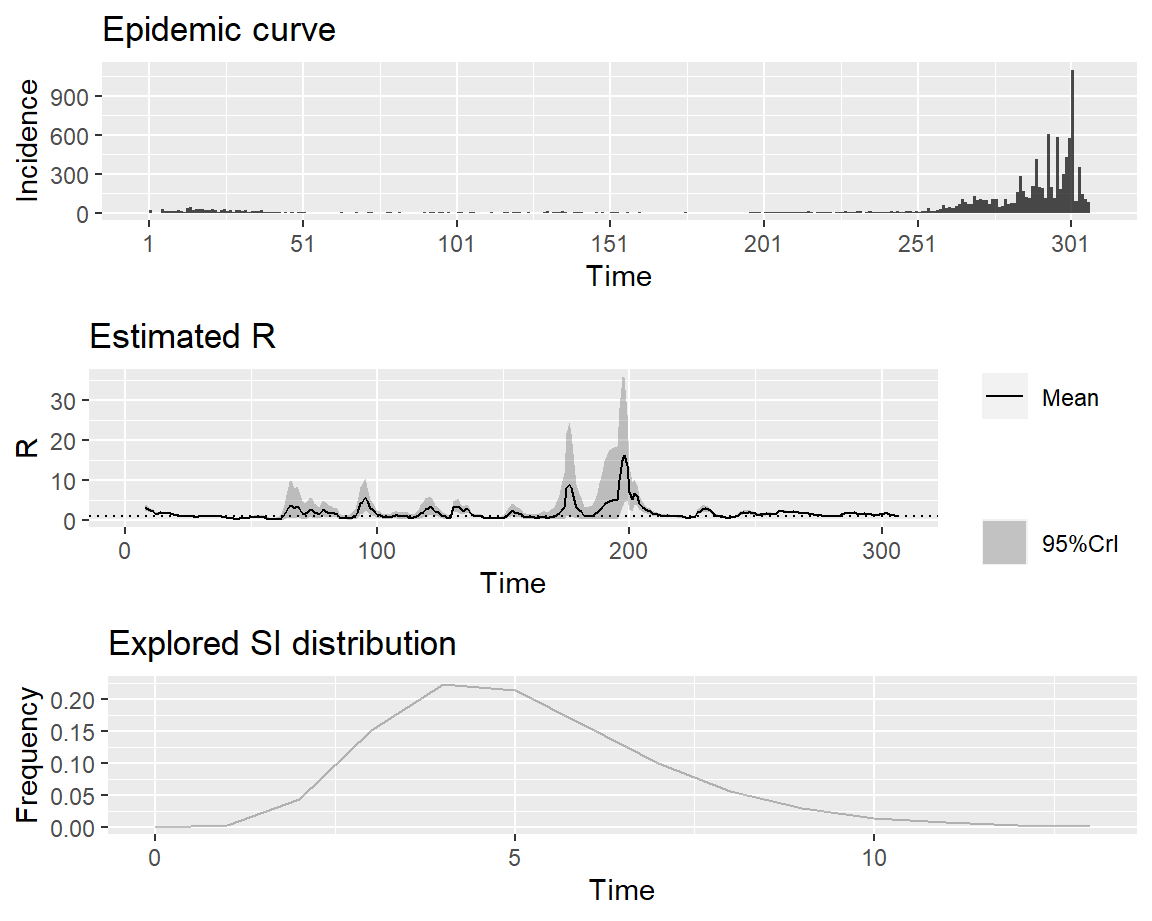 Epidemic curve
Incidence
900
600
300
0
1 51 101 151 201 251 301
Time
Estimated R
R
30
20
10
0
0 100 200 300
Time
Mean
95%CrI
Explored SI distribution
Frequency
0.20
0.15
0.10
0.05
0.00
0 5 10
Time